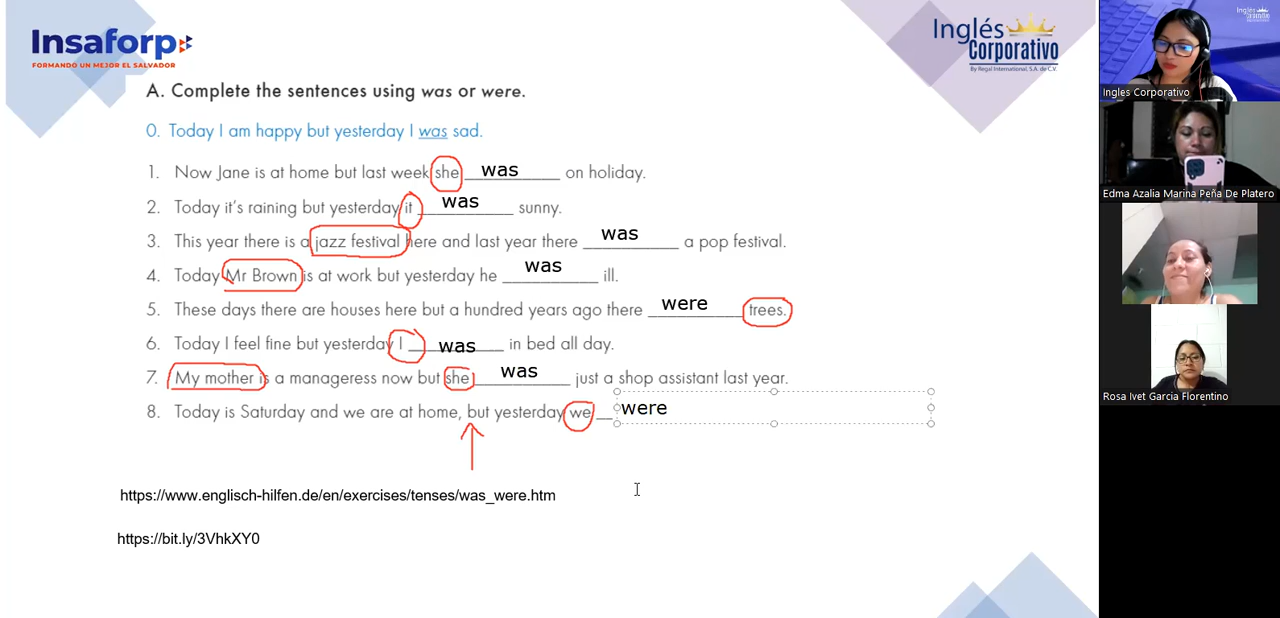 Insaforp
FORMANDO UN MEJOR EL SALVADOR
Inglés
Corporativo
By Regal International, S.A. de C.V.
A. Complete the sentences using was or were.
0. Today I am happy but yesterday I was sad.
1. Now Jane is at home but last week she was on holiday.
2. Today it's raining but yesterday it was sunny.
3. This year there is a jazz festival here and last year there was a pop festival.
4. Today Mr Brown is at work but yesterday he was ill.
5. These days there are houses here but a hundred years ago there were trees.
6. Today I feel fine but yesterday I was in bed all day.
7. My mother is a manageress now but she was just a shop assistant last year.
8. Today is Saturday and we are at home, but yesterday we were
https://www.englisch-hilfen.de/en/exercises/tenses/was_were.htm
https://bit.ly/3VhkXY0
Inglés
Corporativo
Ingles Corporativo
Edma Azalia Marina Peña De Platero
Rosa Ivet Garcia Florentino